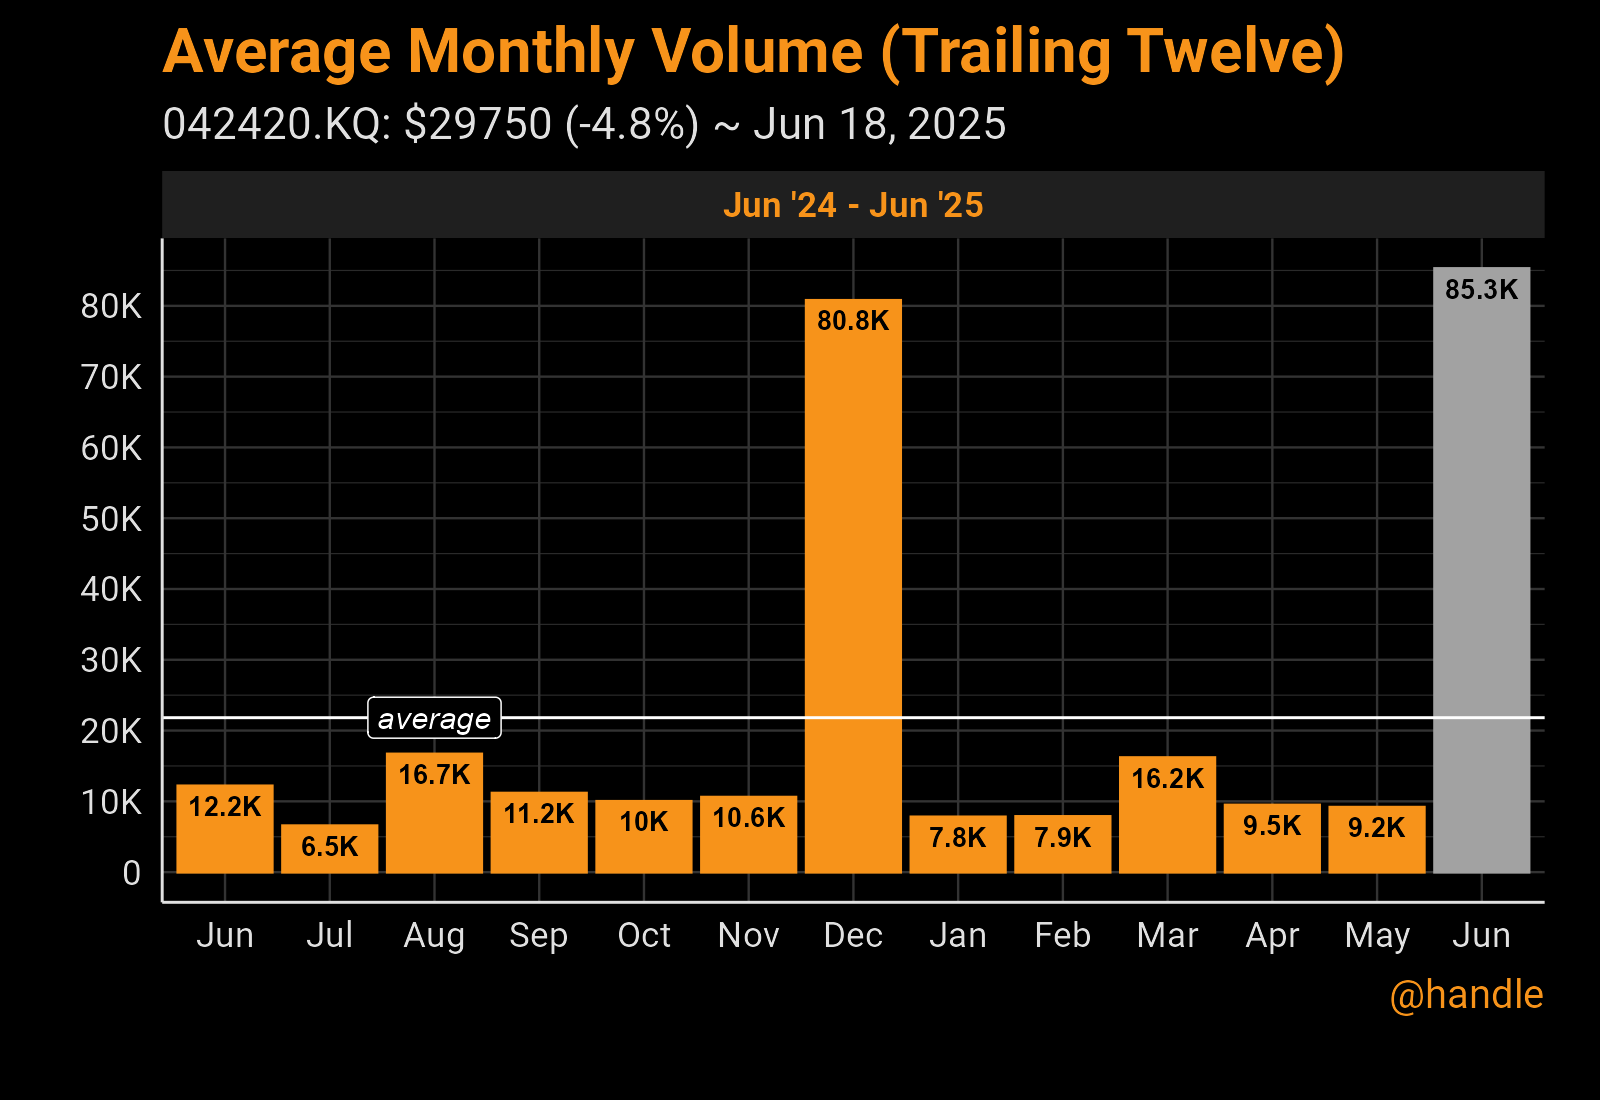 Average Monthly Volume (Trailing Twelve)
042420.KQ: $29750 (-4.8%) ~ Jun 18, 2025
Jun '24 - Jun '25
80K
70K
60K
50K
40K
30K
20K
10K
0
average
12.2K
6.5K
16.7K
11.2K
10K
10.6K
80.8K
7.8K
7.9K
16.2K
9.5K
9.2K
85.3K
Jun Jul Aug Sep Oct Nov Dec Jan Feb Mar Apr May Jun
@handle